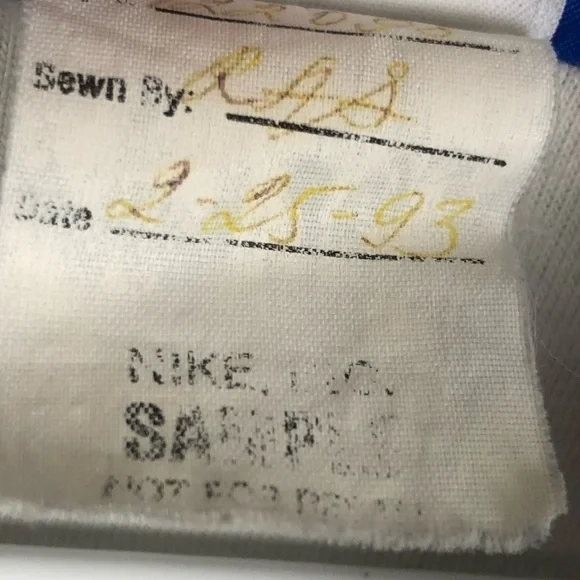 Sewn By: RAS
Date 2-25-93
NIKE, INC.
SAMPLE
NOT FOR RESALE